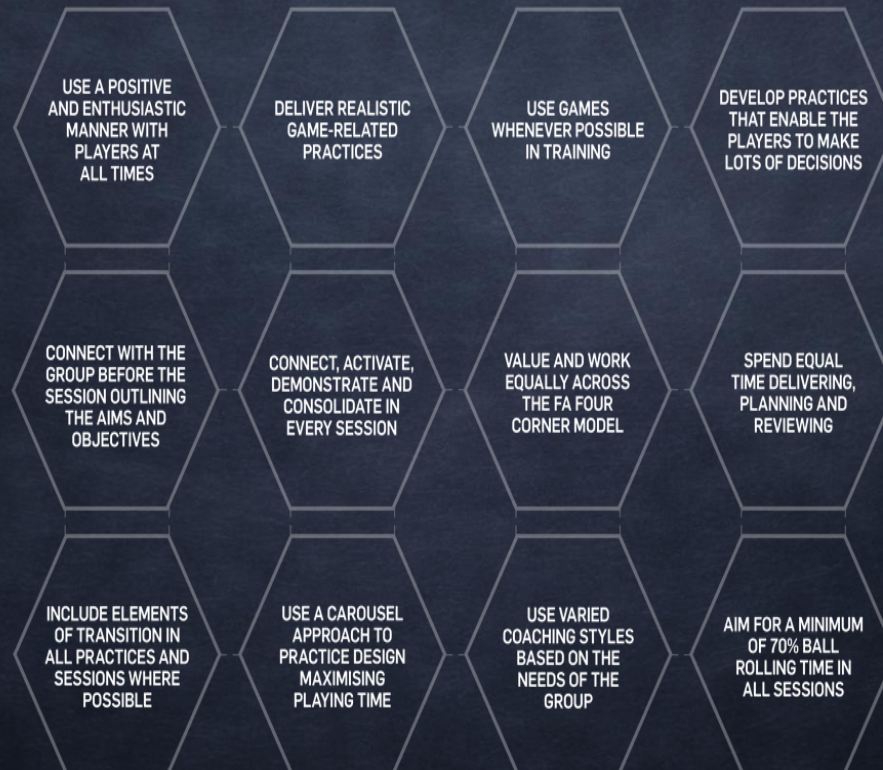 USE A POSITIVE
AND ENTHUSIASTIC
MANNER WITH
PLAYERS AT
ALL TIMES
DELIVER REALISTIC
GAME-RELATED
PRACTICES
USE GAMES
WHENEVER POSSIBLE
IN TRAINING
DEVELOP PRACTICES
THAT ENABLE THE
PLAYERS TO MAKE
LOTS OF DECISIONS
CONNECT WITH THE
GROUP BEFORE THE
SESSION OUTLINING
THE AIMS AND
OBJECTIVES
CONNECT, ACTIVATE,
DEMONSTRATE AND
CONSOLIDATE IN
EVERY SESSION
VALUE AND WORK
EQUALLY ACROSS
THE FA FOUR
CORNER MODEL
SPEND EQUAL
TIME DELIVERING,
PLANNING AND
REVIEWING
INCLUDE ELEMENTS
OF TRANSITION IN
ALL PRACTICES AND
SESSIONS WHERE
POSSIBLE
USE A CAROUSEL
APPROACH TO
PRACTICE DESIGN
MAXIMISING
PLAYING TIME
USE VARIED
COACHING STYLES
BASED ON THE
NEEDS OF THE
GROUP
AIM FOR A MINIMUM
OF 70% BALL
ROLLING TIME IN
ALL SESSIONS